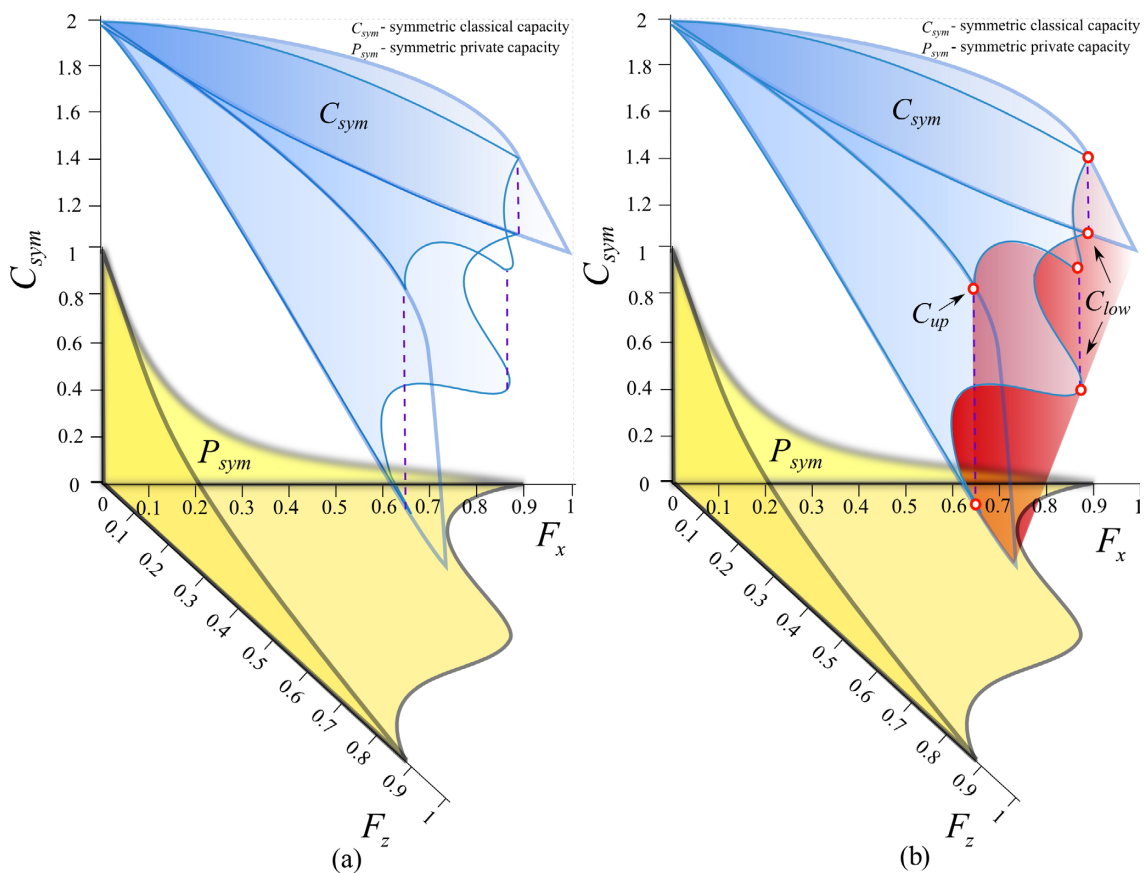 C_sym - symmetric classical capacity
P_sym - symmetric private capacity
2
1.8
1.6
1.4
1.2
1
0.8
0.6
0.4
0.2
0
C_sym
C_sym
P_sym
0 0.1 0.2 0.3 0.4 0.5 0.6 0.7 0.8 0.9 1
F_x
0.1
0.2
0.3
0.4
0.5
0.6
0.7
0.8
0.9
1
F_z
(a)
C_sym - symmetric classical capacity
P_sym - symmetric private capacity
2
1.8
1.6
1.4
1.2
1
0.8
0.6
0.4
0.2
0
C_sym
C_sym
C_up
C_low
P_sym
0 0.1 0.2 0.3 0.4 0.5 0.6 0.7 0.8 0.9 1
F_x
0.1
0.2
0.3
0.4
0.5
0.6
0.7
0.8
0.9
1
F_z
(b)